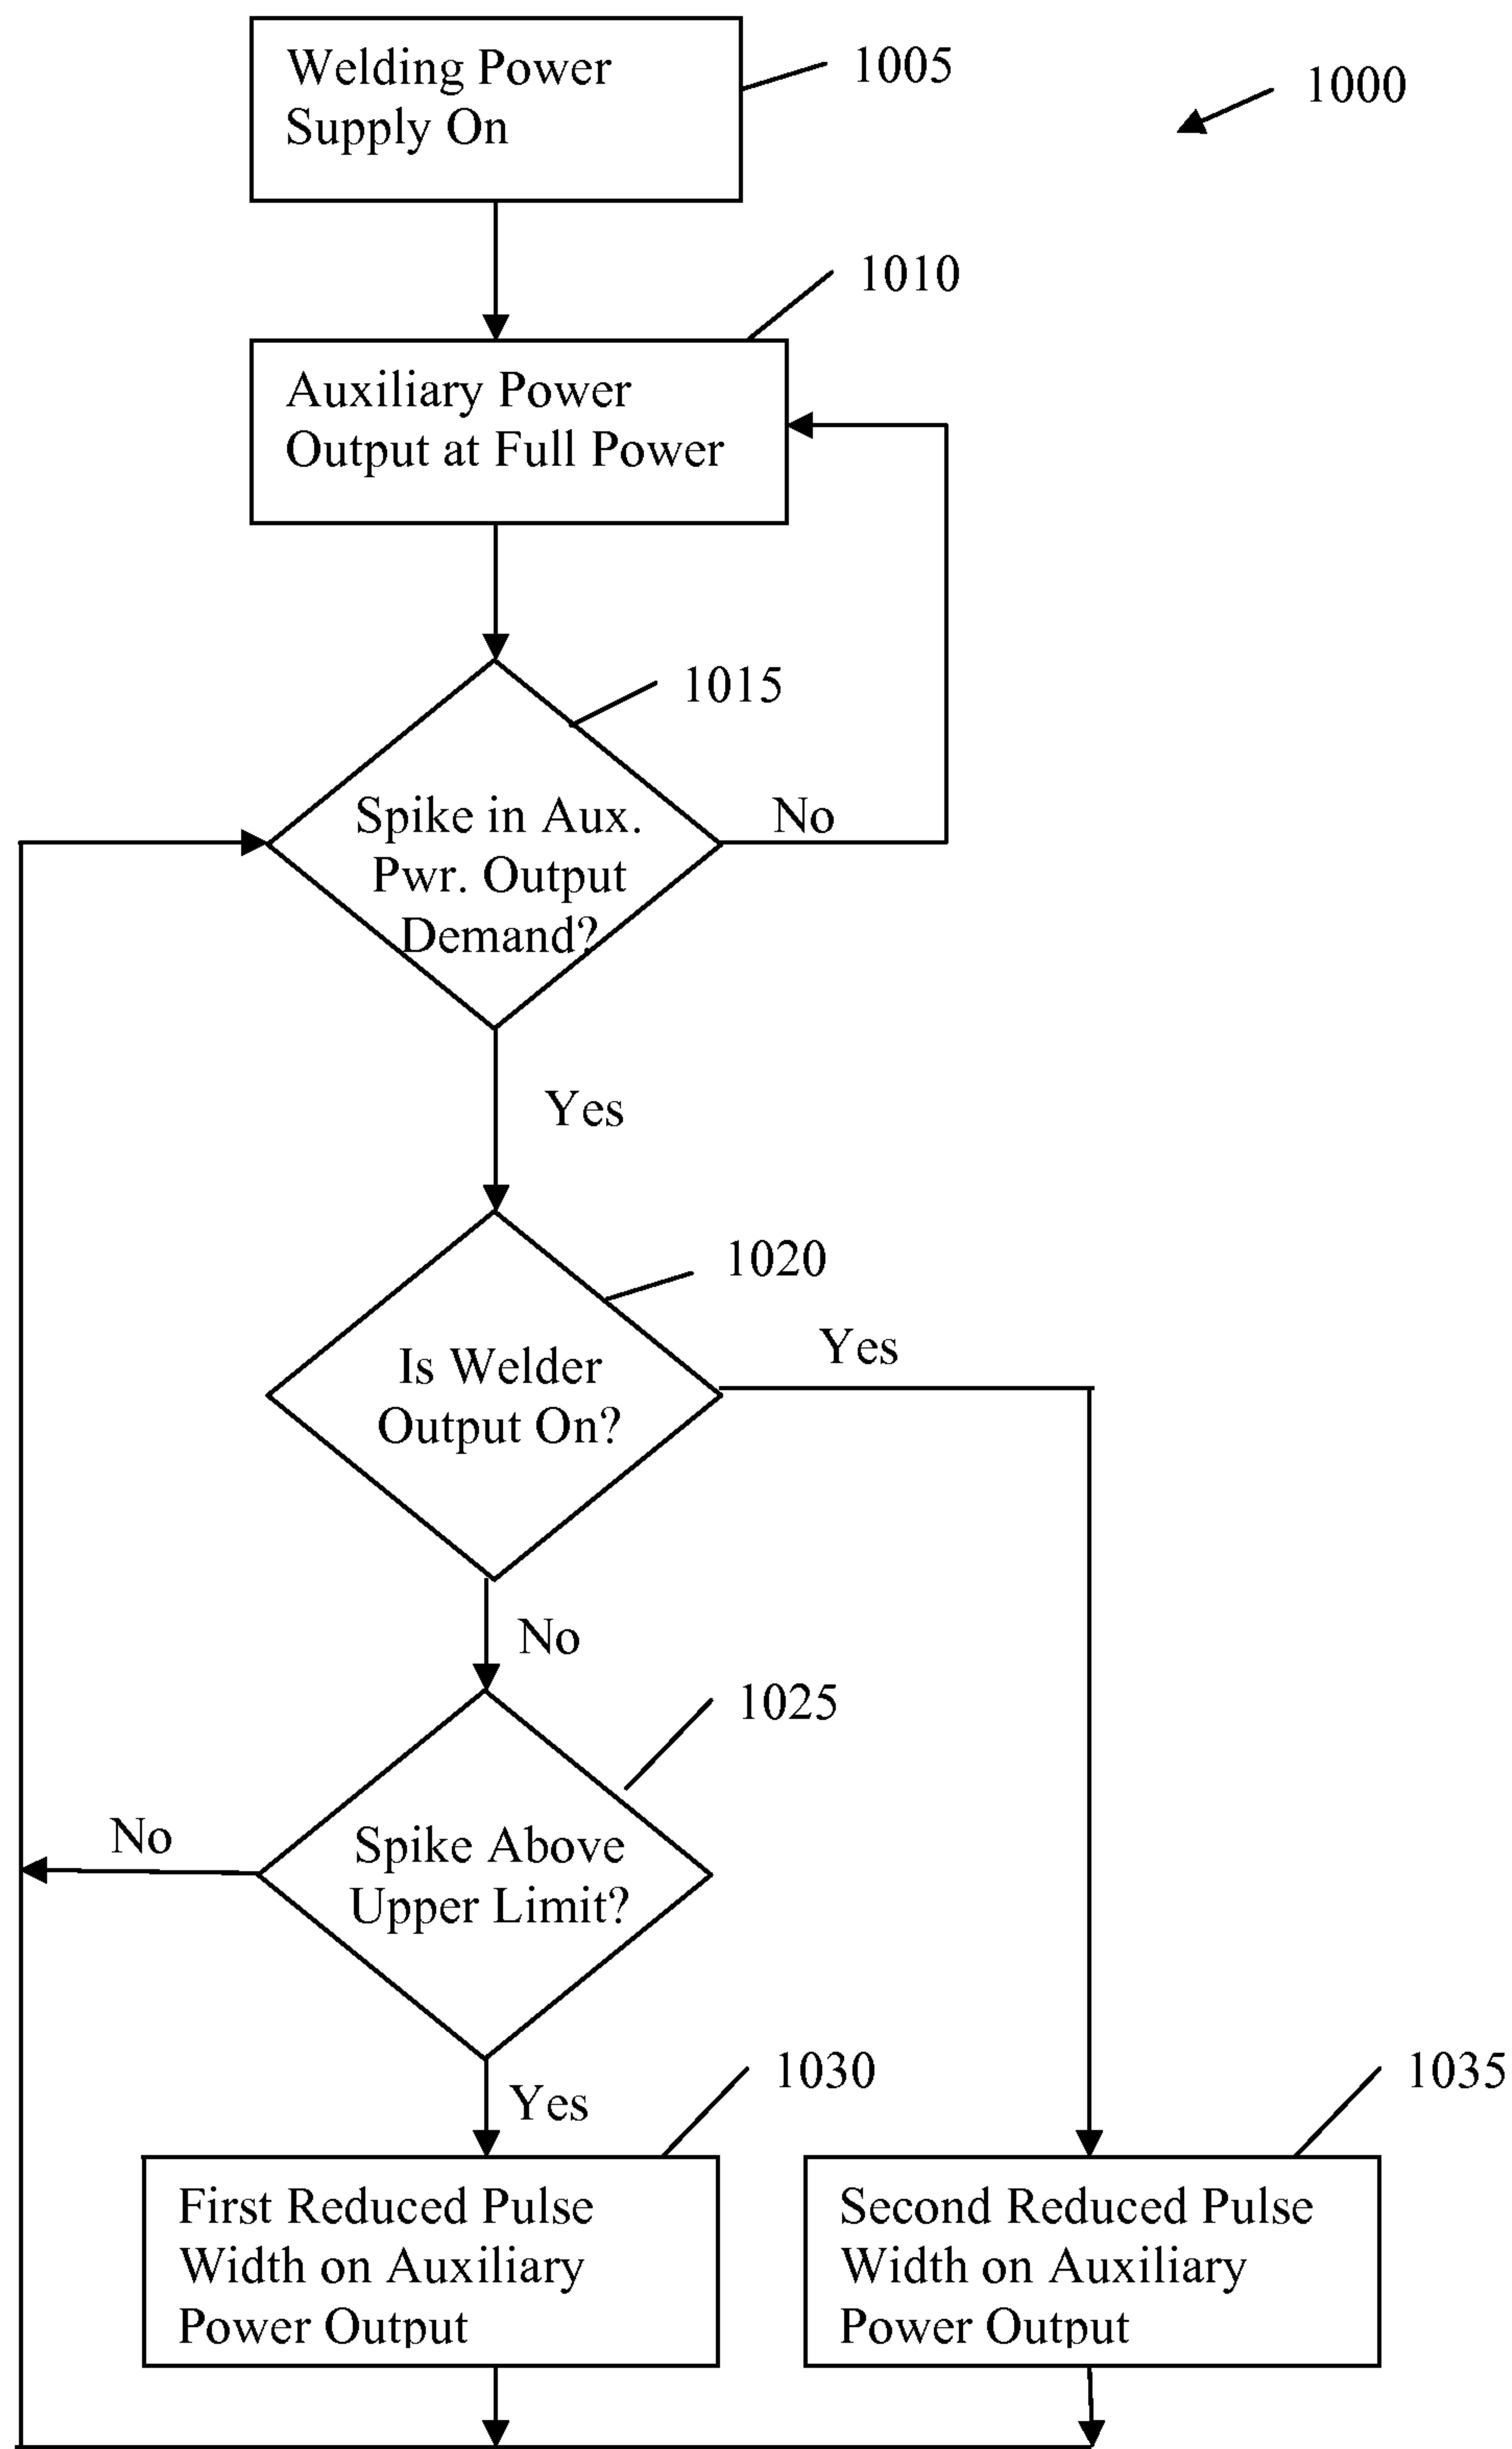 Welding Power
Supply On
1005
1000
1010
Auxiliary Power
Output at Full Power
1015
Spike in Aux.
Pwr. Output
Demand?
No
Yes
1020
Is Welder
Output On?
Yes
No
1025
Spike Above
Upper Limit?
No
Yes
1030
1035
First Reduced Pulse
Width on Auxiliary
Power Output
Second Reduced Pulse
Width on Auxiliary
Power Output